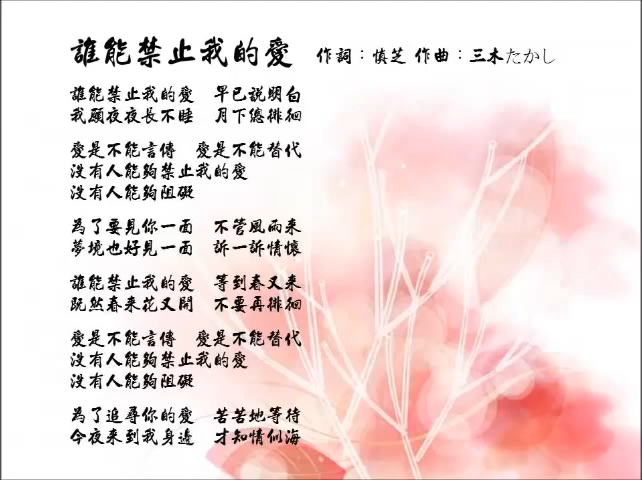 誰能禁止我的愛 作詞：慎芝 作曲：三木たかし
誰能禁止我的愛 早已說明白
我願夜夜長不睡 月下總徘徊
愛是不能言傳 愛是不能替代
沒有人能夠禁止我的愛
沒有人能夠阻礙
為了要見你一面 不管風雨來
夢境也好見一面 訴一訴情懷
誰能禁止我的愛 等到春又來
既然春來花又開 不要再徘徊
愛是不能言傳 愛是不能替代
沒有人能夠禁止我的愛
沒有人能夠阻礙
為了追尋你的愛 苦苦地等待
今夜來到我身邊 才知情似海